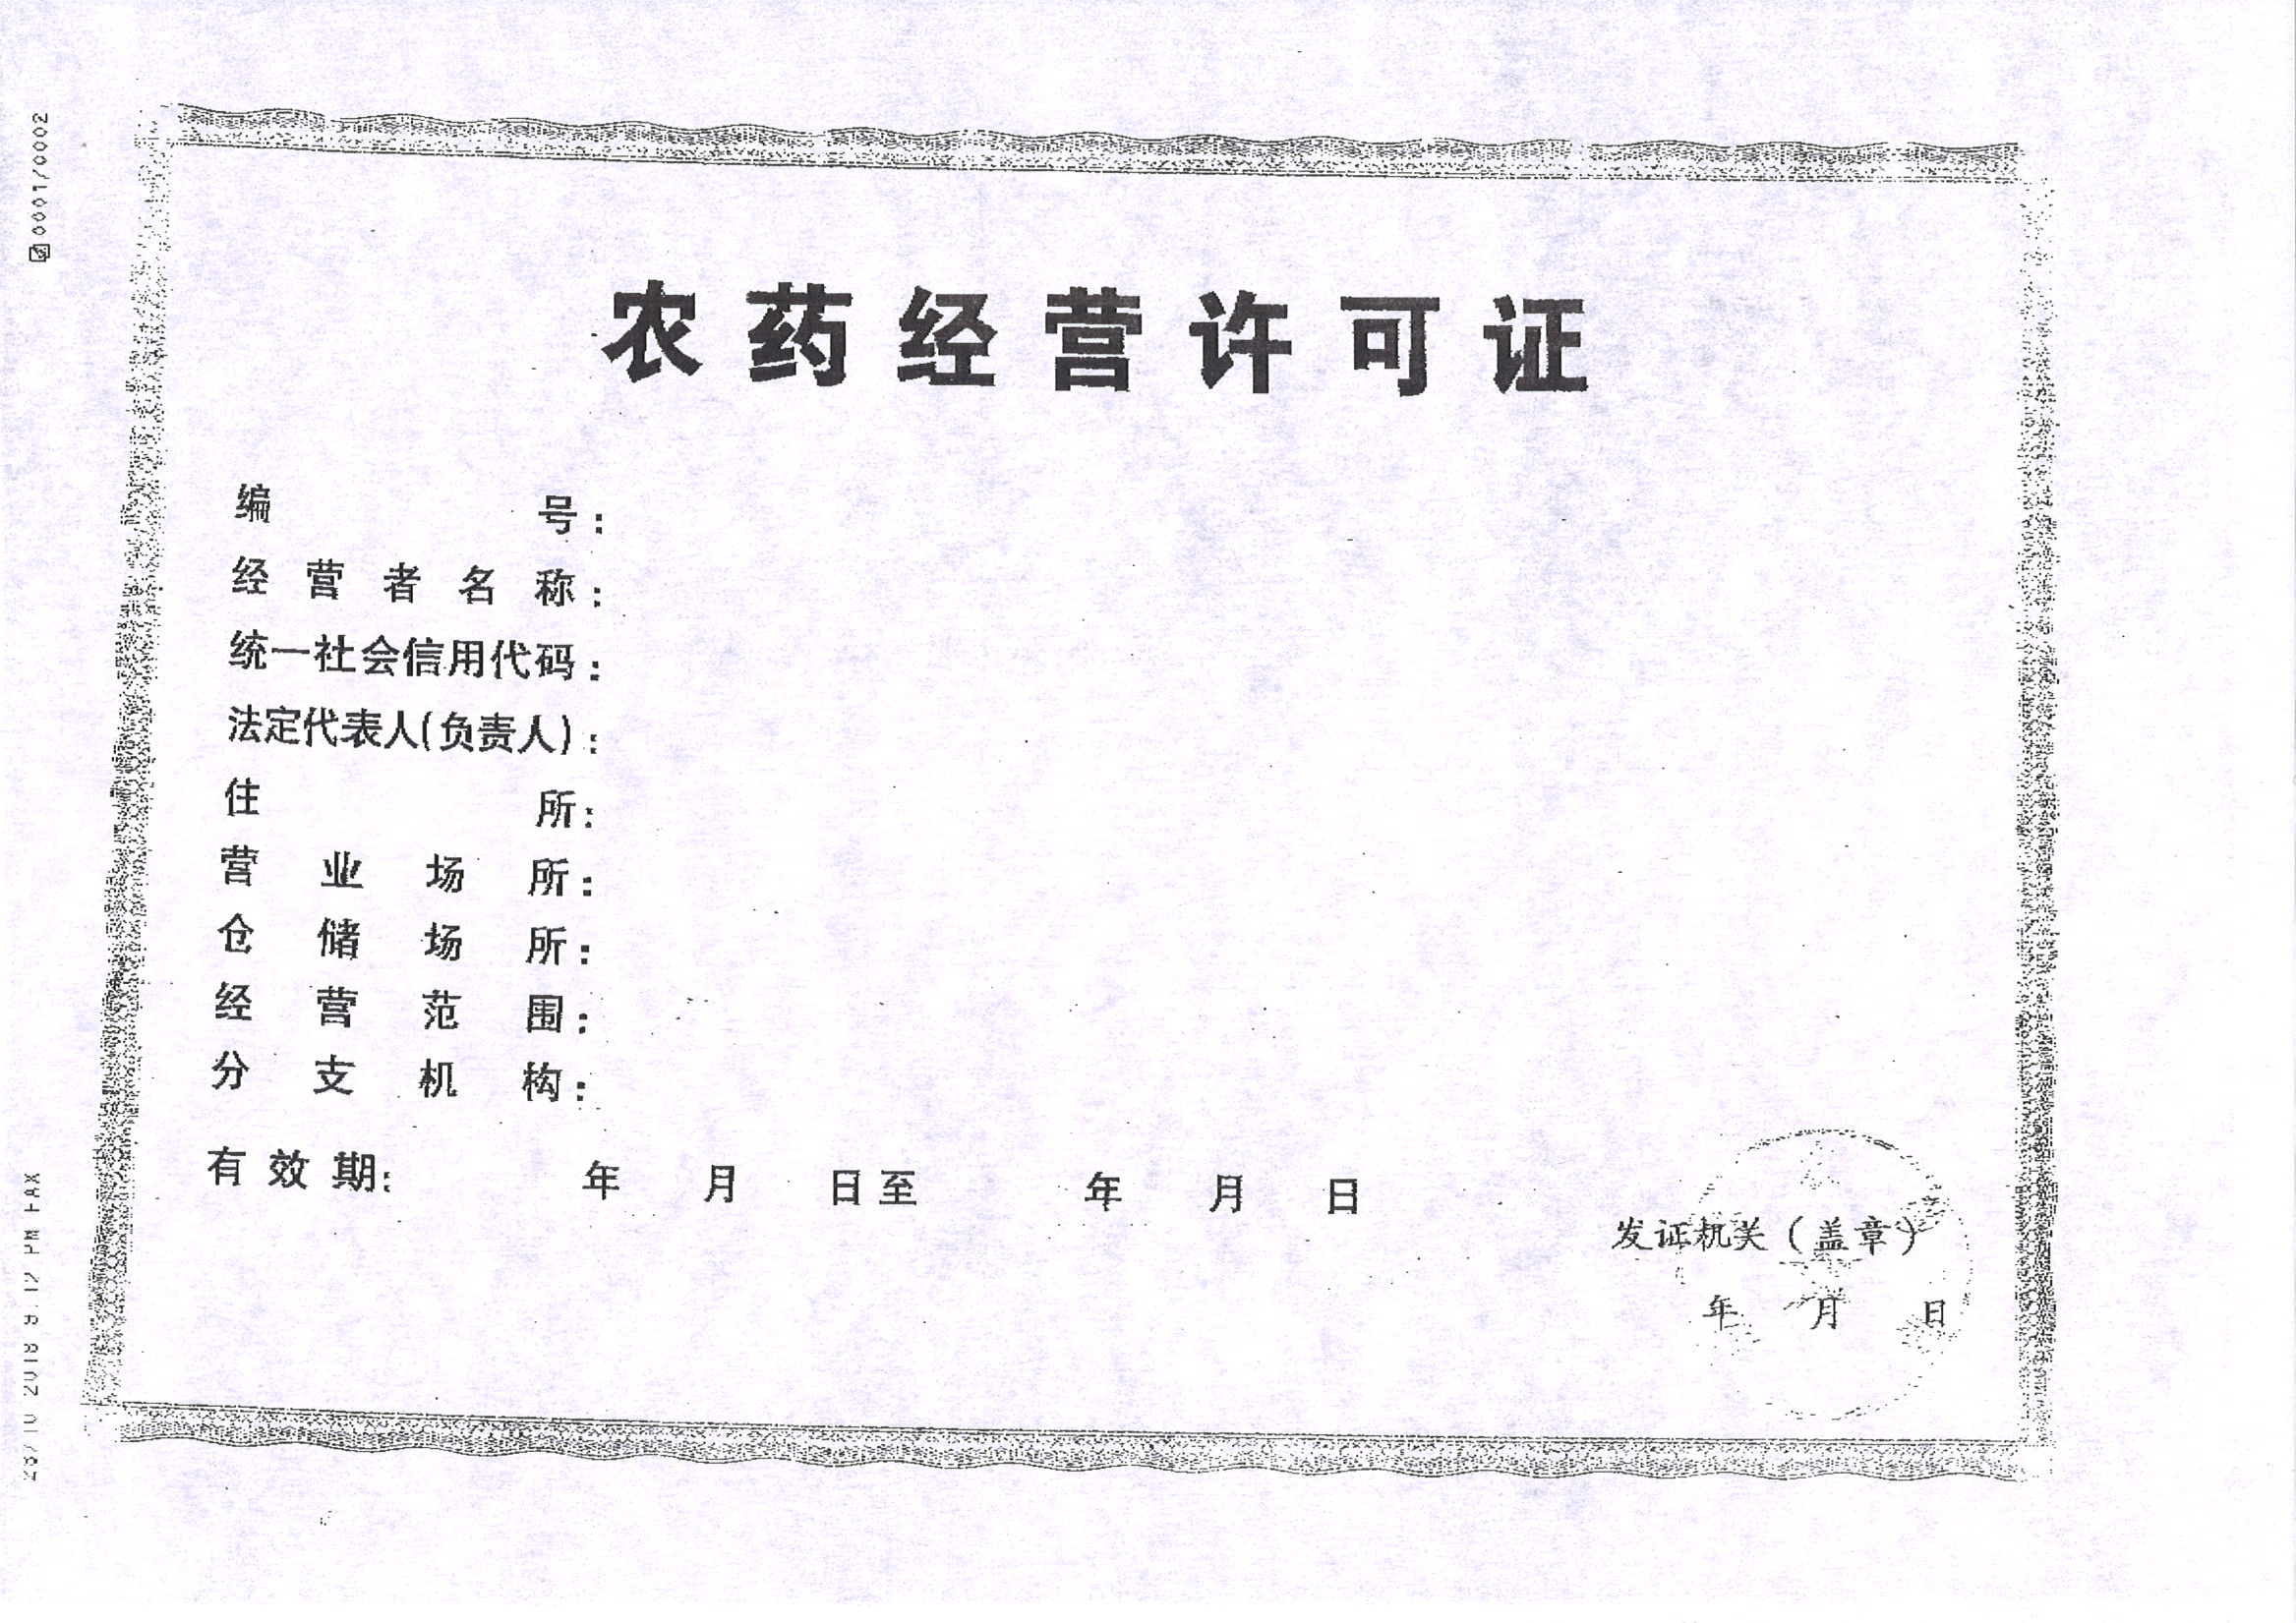 农药经营许可证
编 号：
经营者名称：
统一社会信用代码：
法定代表人(负责人)：
住 所：
营业场所：
仓储场所：
经营范围：
分支机构：
有效期： 年 月 日至 年 月 日
发证机关（盖章）
年 月 日
0001/0002
26/10 2018 9:12 PM FAX